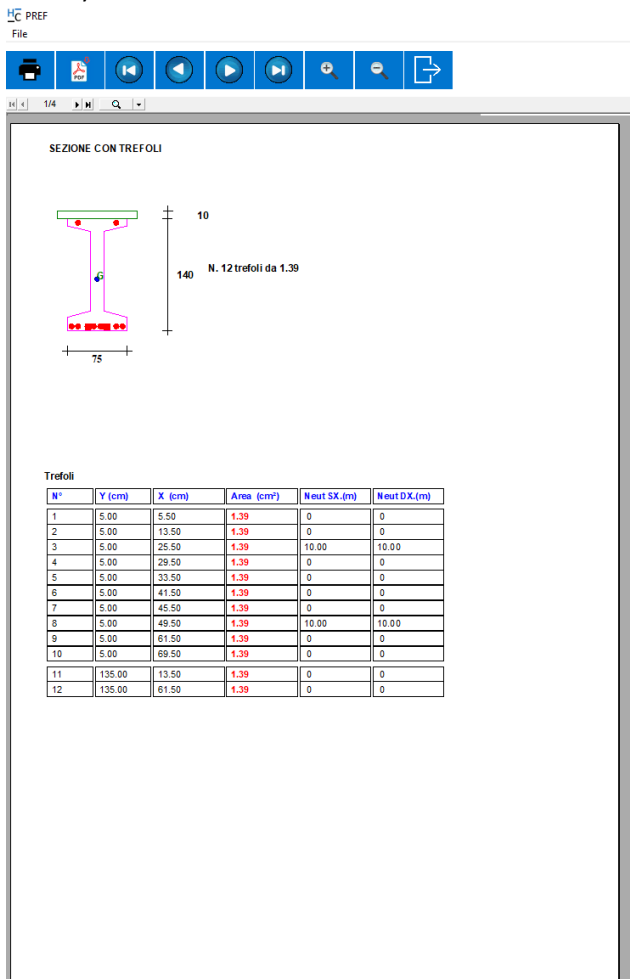 HC PREF
File
PDF
1/4
SEZIONE CON TREFOLI
10
G
140 N. 12 trefoli da 1.39
75
Trefoli
N° Y (cm) X (cm) Area (cm²) Neut SX.(m) Neut DX.(m)
1 5.00 5.50 1.39 0 0
2 5.00 13.50 1.39 0 0
3 5.00 25.50 1.39 10.00 10.00
4 5.00 29.50 1.39 0 0
5 5.00 33.50 1.39 0 0
6 5.00 41.50 1.39 0 0
7 5.00 45.50 1.39 0 0
8 5.00 49.50 1.39 10.00 10.00
9 5.00 61.50 1.39 0 0
10 5.00 69.50 1.39 0 0
11 135.00 13.50 1.39 0 0
12 135.00 61.50 1.39 0 0